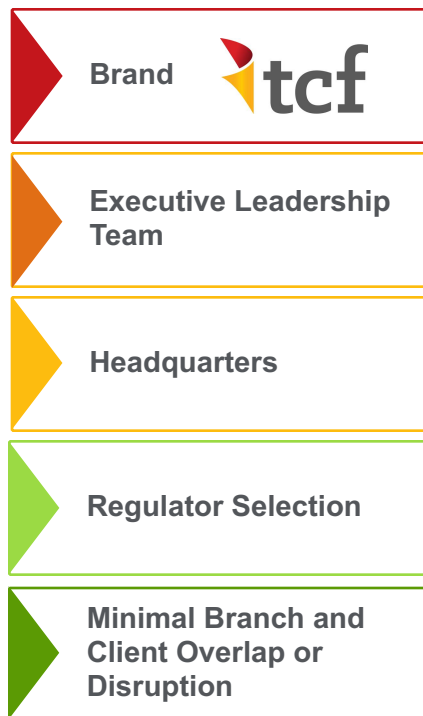 Brand
tcf
Executive Leadership
Team
Headquarters
Regulator Selection
Minimal Branch and
Client Overlap or
Disruption